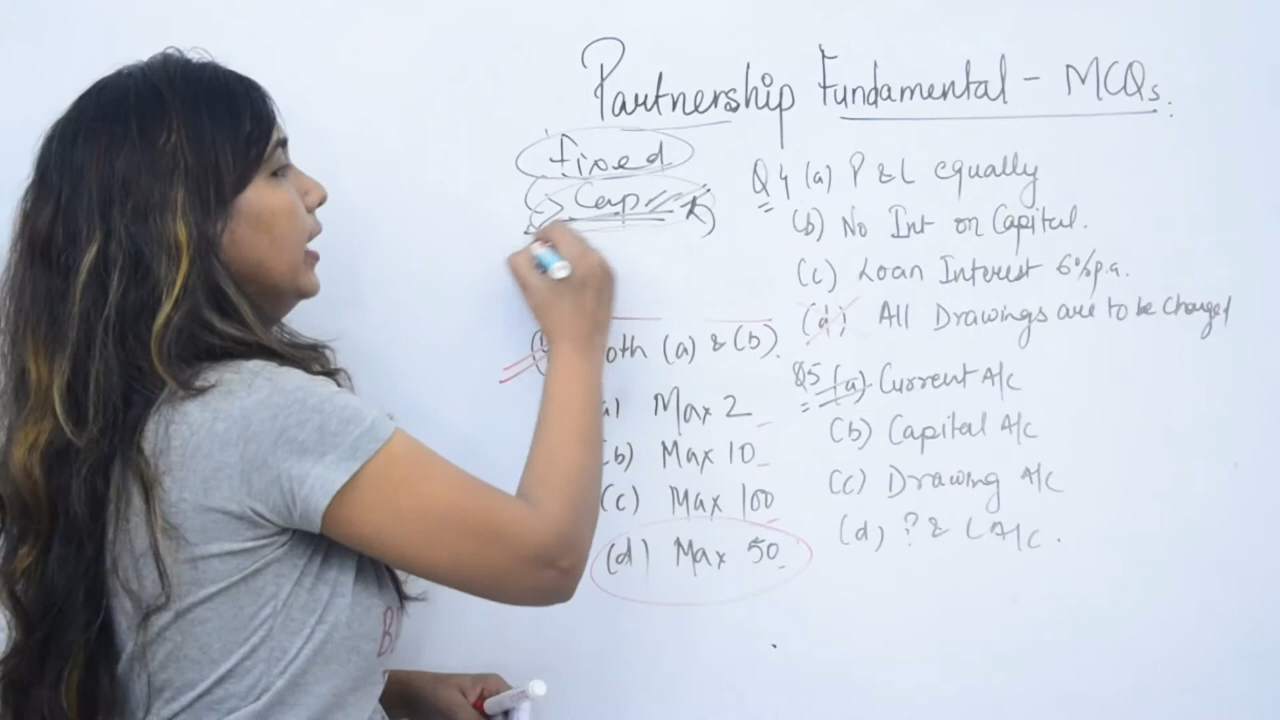 Partnership Fundamental - MCQs.
fixed
Cap
oth (a) & (b).
a) Max 2
(b) Max 10
(c) Max 100
(d) Max 50
Q4 (a) P & L equally
(b) No Int on Capital.
(c) Loan Interest 6% p.a.
(d) All Drawings are to be charged
Q5 (a) Current A/c
(b) Capital A/c
(c) Drawing A/c
(d) P & L A/c.
B